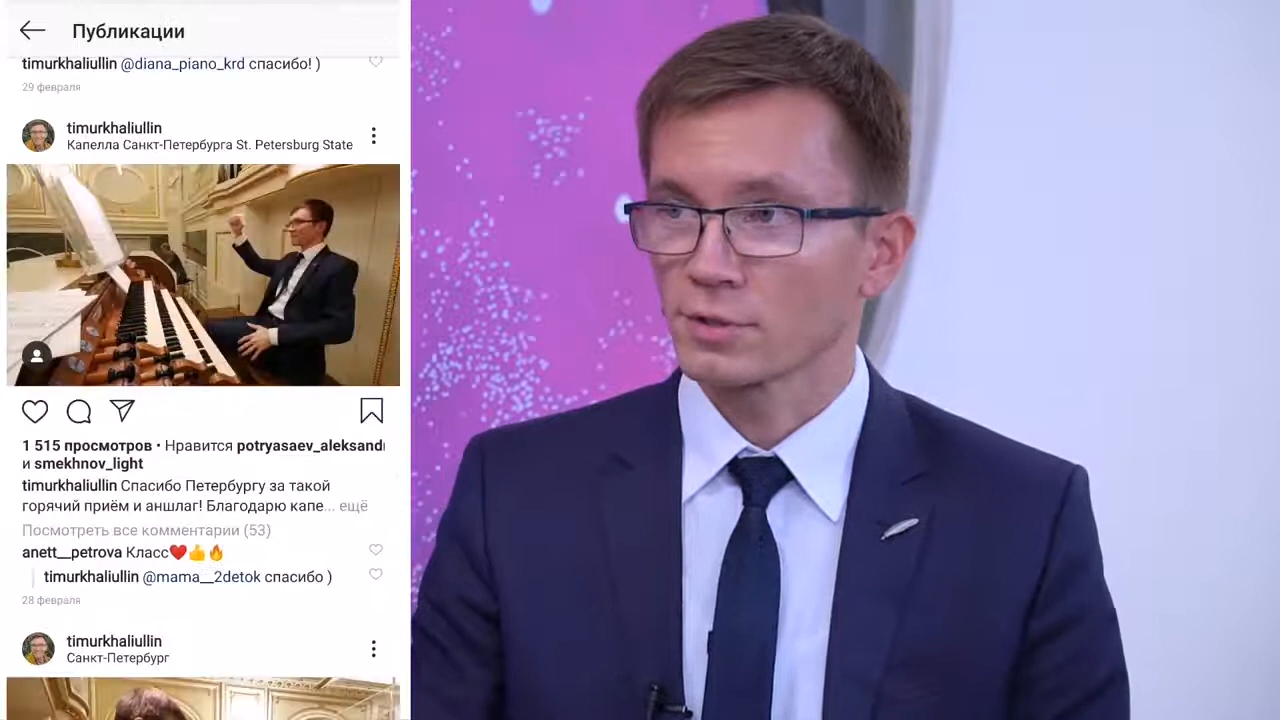 Публикации
timurkhaliullin @diana_piano_krd спасибо! )
29 февраля
timurkhaliullin
Капелла Санкт-Петербурга St. Petersburg State
1 515 просмотров • Нравится potryasaev_aleksand
и smekhnov_light
timurkhaliullin Спасибо Петербургу за такой
горячий приём и аншлаг! Благодарю капе... ещё
Посмотреть все комментарии (53)
anett__petrova Класс❤️👍🔥
timurkhaliullin @mama__2detok спасибо )
28 февраля
timurkhaliullin
Санкт-Петербург